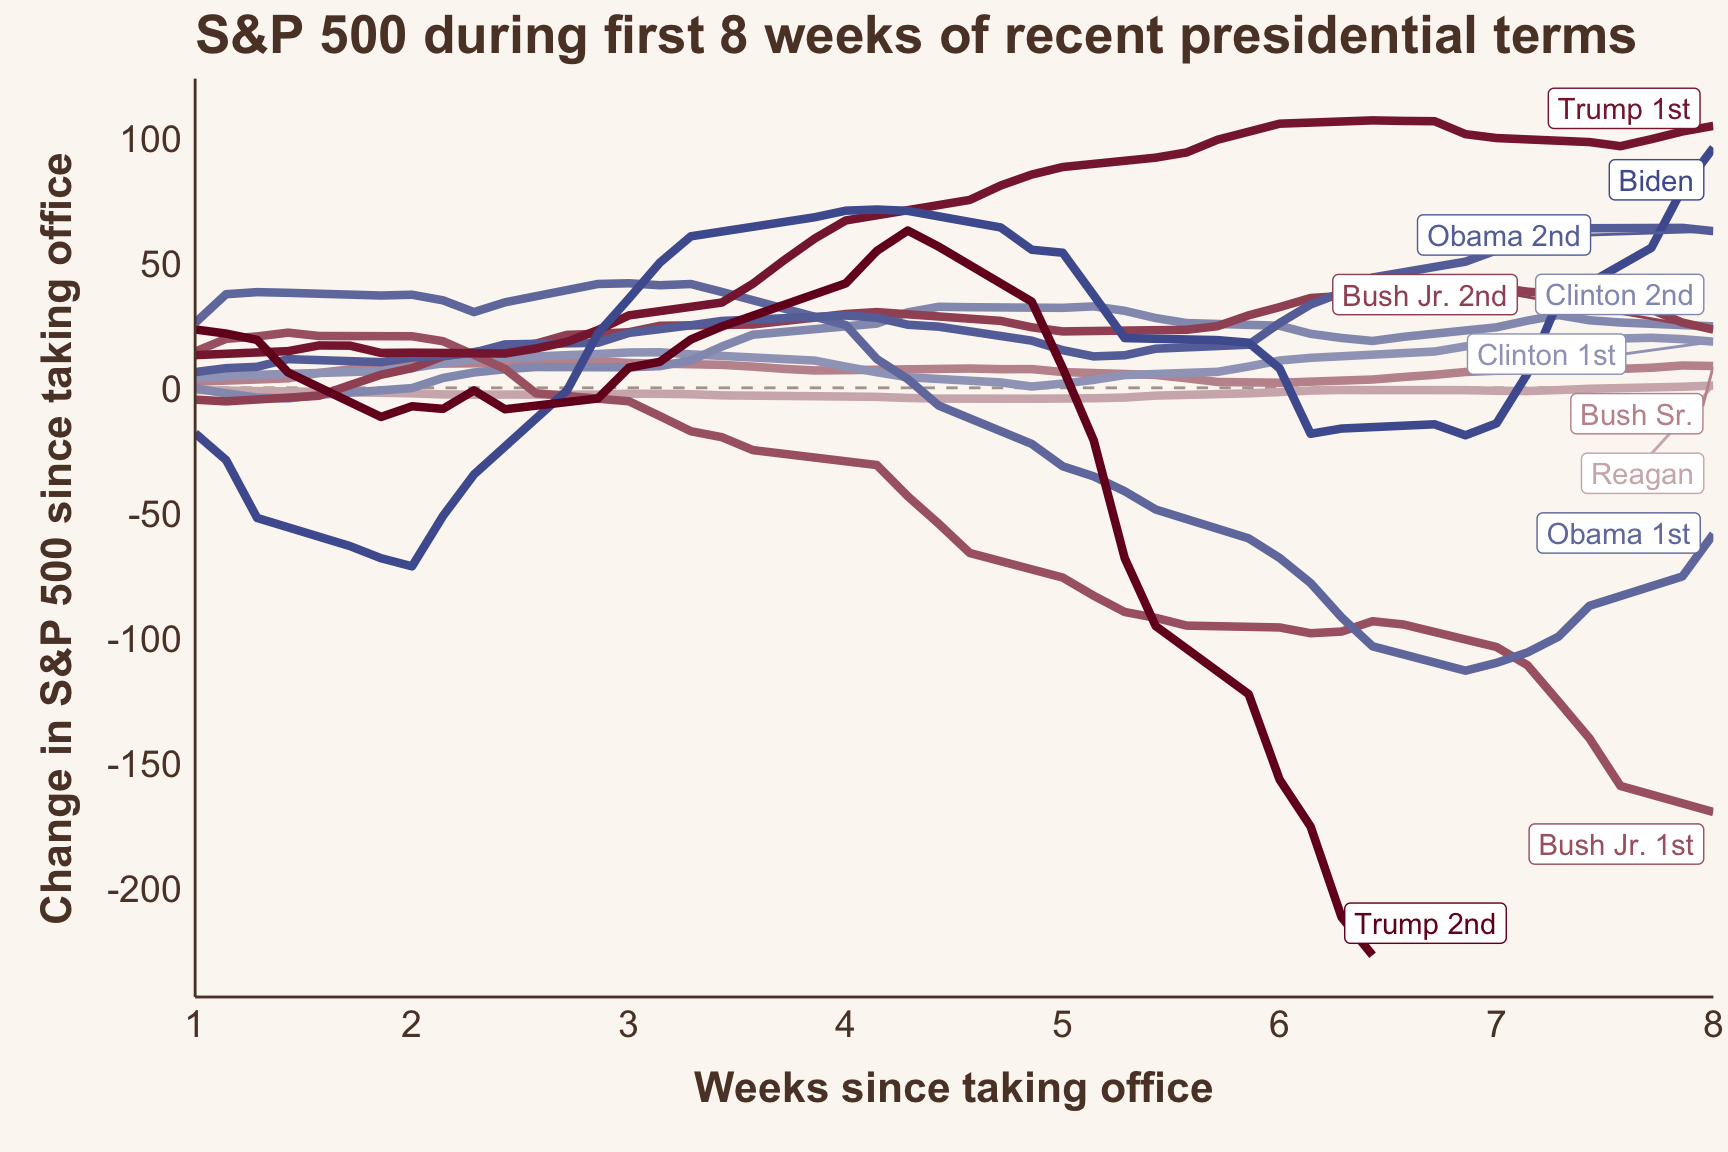 S&P 500 during first 8 weeks of recent presidential terms
Change in S&P 500 since taking office
100
50
0
-50
-100
-150
-200
Trump 1st
Biden
Obama 2nd
Bush Jr. 2nd
Clinton 2nd
Clinton 1st
Bush Sr.
Reagan
Obama 1st
Bush Jr. 1st
Trump 2nd
1 2 3 4 5 6 7 8
Weeks since taking office